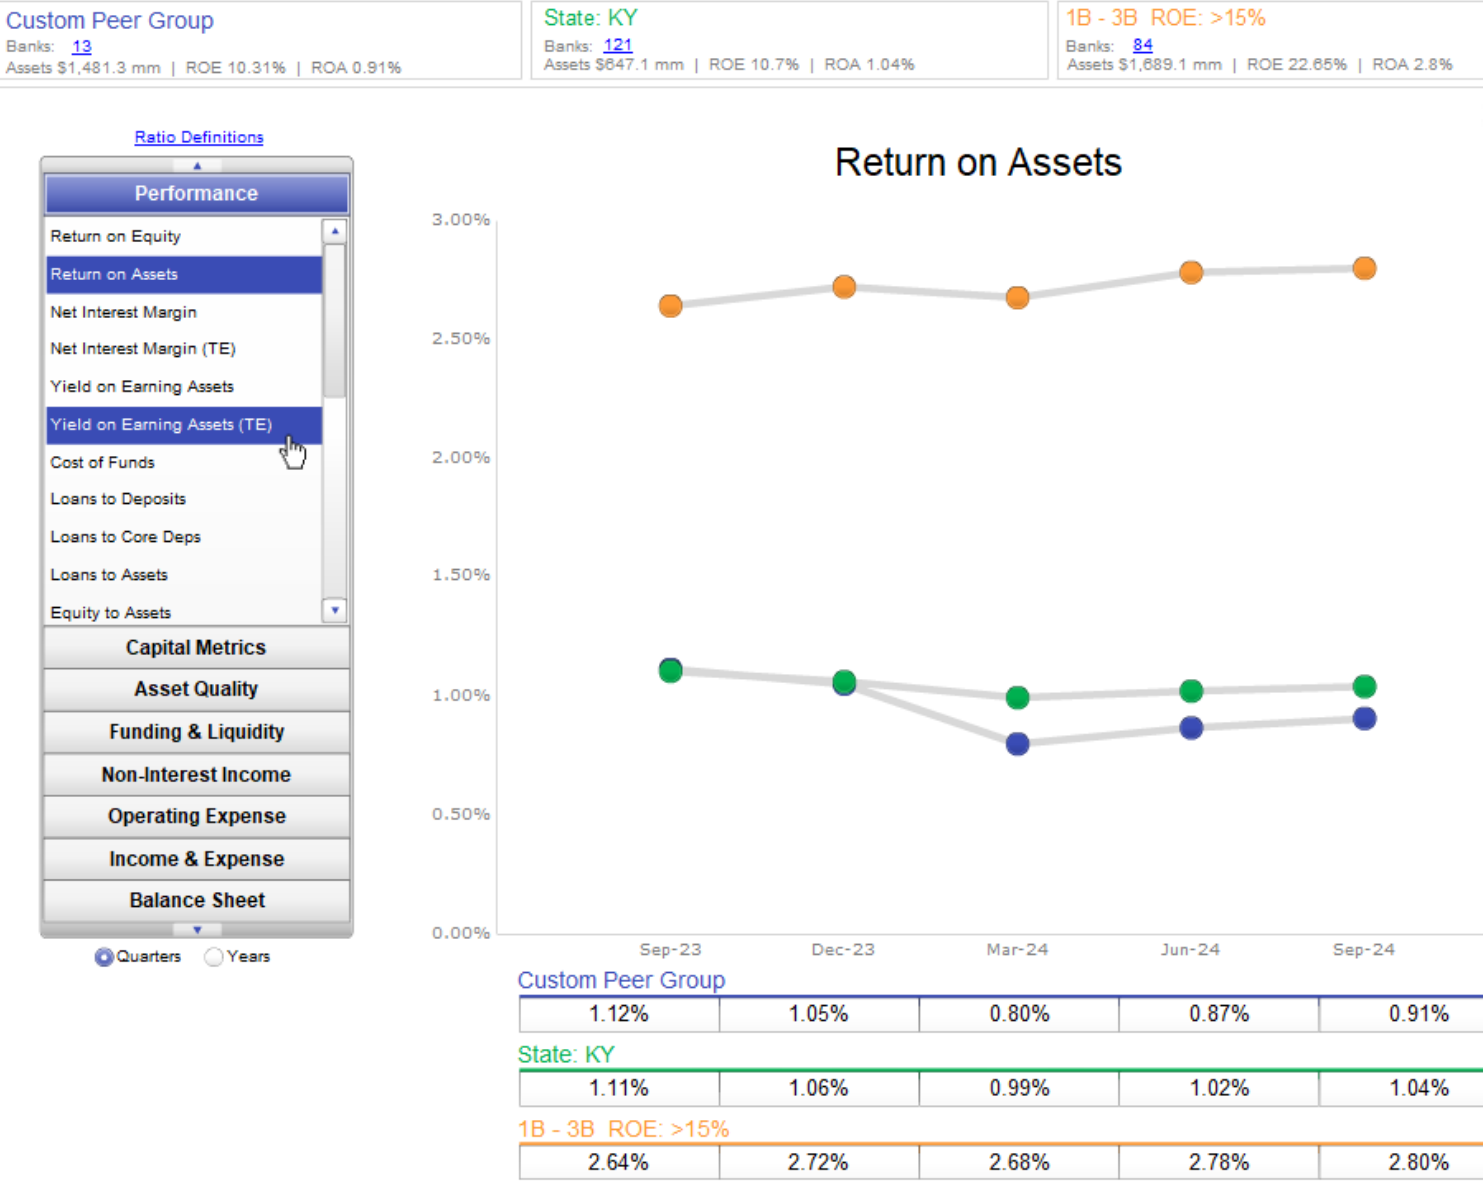 Custom Peer Group
Banks: 13
Assets $1,481.3 mm | ROE 10.31% | ROA 0.91%
State: KY
Banks: 121
Assets $647.1 mm | ROE 10.7% | ROA 1.04%
1B - 3B ROE: >15%
Banks: 84
Assets $1,689.1 mm | ROE 22.65% | ROA 2.8%
Ratio Definitions
Performance
Return on Equity
Return on Assets
Net Interest Margin
Net Interest Margin (TE)
Yield on Earning Assets
Yield on Earning Assets (TE)
Cost of Funds
Loans to Deposits
Loans to Core Deps
Loans to Assets
Equity to Assets
Capital Metrics
Asset Quality
Funding & Liquidity
Non-Interest Income
Operating Expense
Income & Expense
Balance Sheet
Quarters Years
Return on Assets
3.00%
2.50%
2.00%
1.50%
1.00%
0.50%
0.00%
Sep-23 Dec-23 Mar-24 Jun-24 Sep-24
Custom Peer Group
1.12% 1.05% 0.80% 0.87% 0.91%
State: KY
1.11% 1.06% 0.99% 1.02% 1.04%
1B - 3B ROE: >15%
2.64% 2.72% 2.68% 2.78% 2.80%